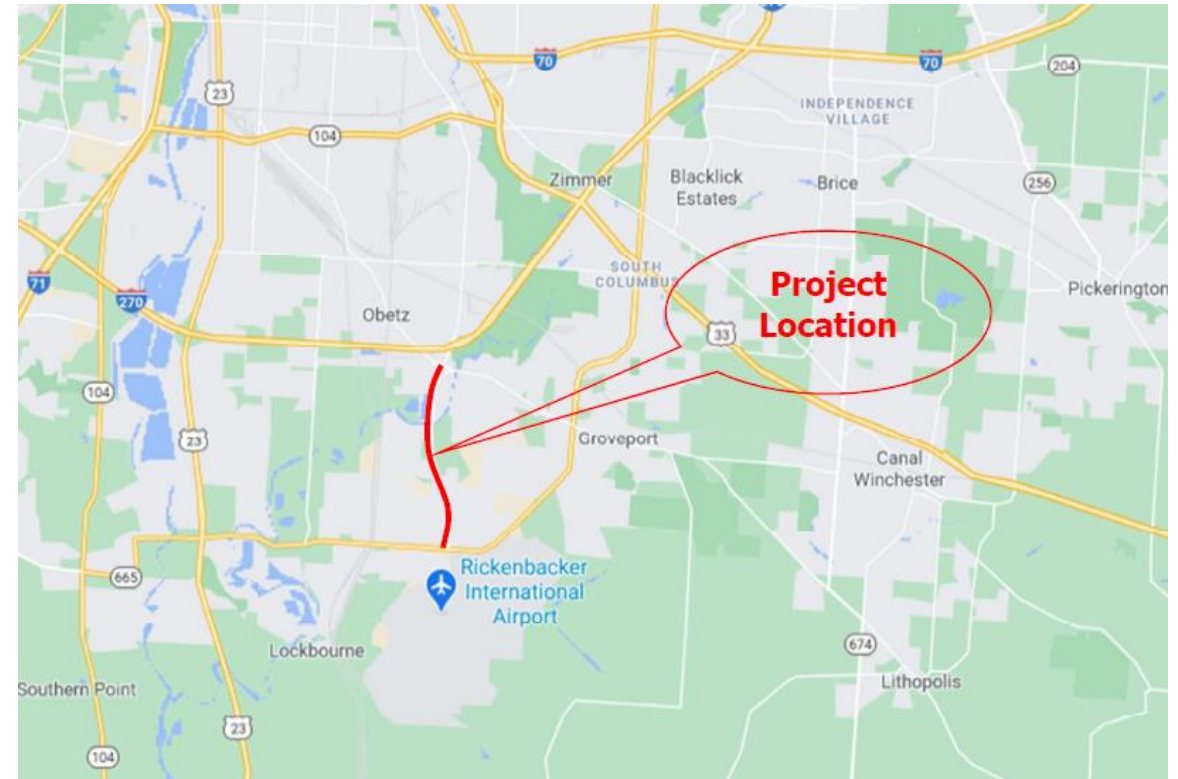 70
70
204
23
INDEPENDENCE
VILLAGE
104
Zimmer
Blacklick
Estates
Brice
256
SOUTH
COLUMBUS
Project
Location
71
270
Obetz
Pickerington
33
104
23
Groveport
Canal
Winchester
665
Rickenbacker
International
Airport
Lockbourne
674
Lithopolis
Southern Point
23
104